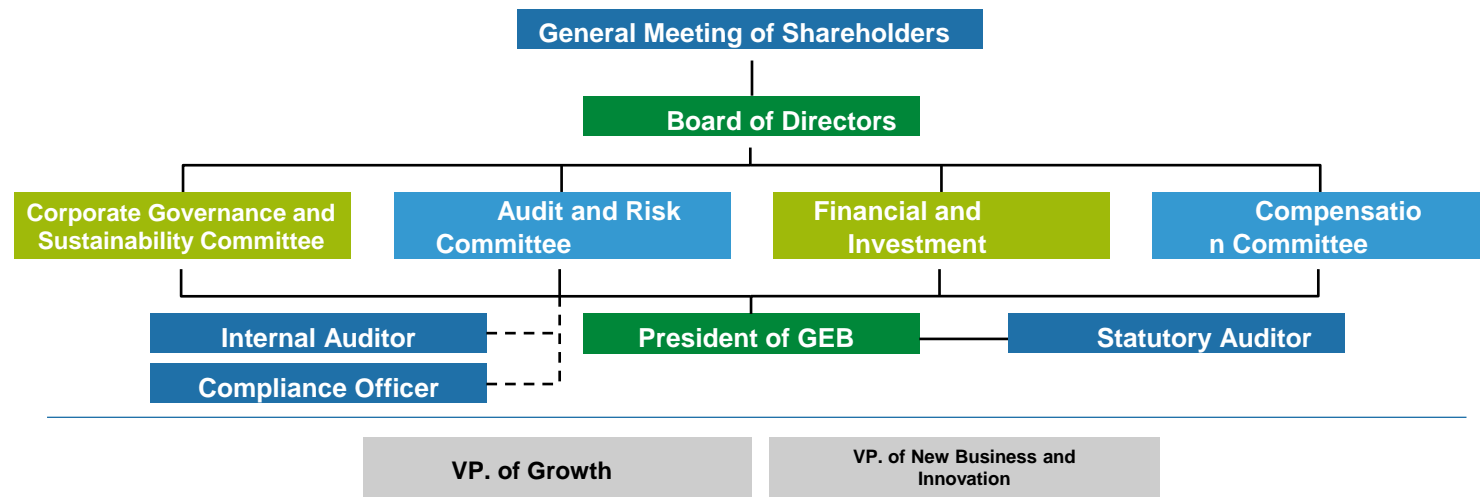 General Meeting of Shareholders
Board of Directors
Corporate Governance and
Sustainability Committee
Audit and Risk
Committee
Financial and
Investment
Compensatio
n Committee
Internal Auditor
President of GEB
Statutory Auditor
Compliance Officer
VP. of Growth
VP. of New Business and
Innovation